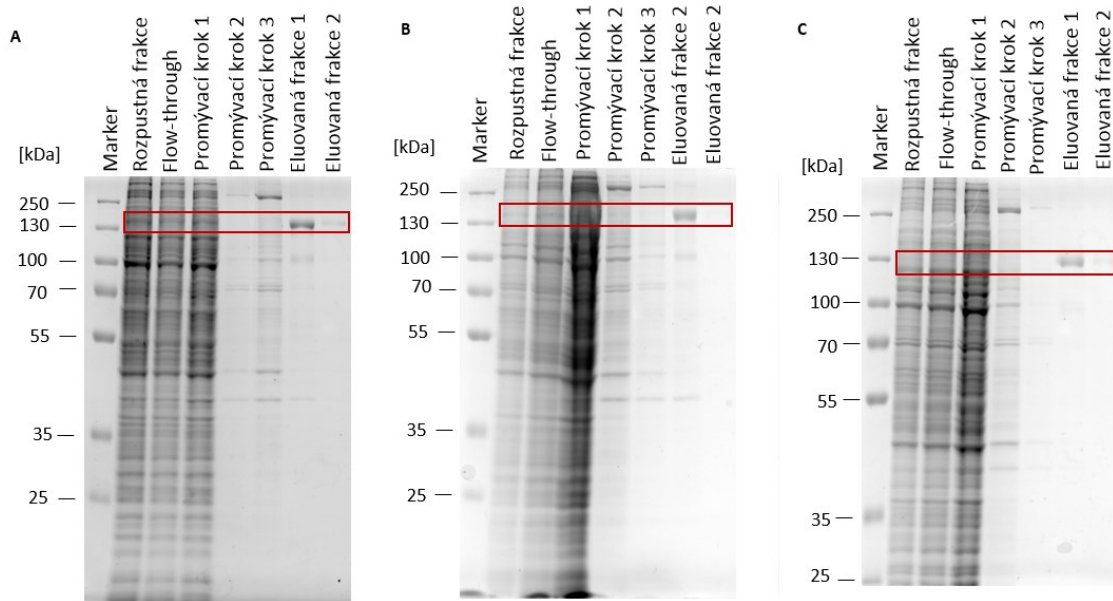 A
[kDa]
Marker
Rozpustná frakce
Flow-through
Promývací krok 1
Promývací krok 2
Promývací krok 3
Eluovaná frakce 1
Eluovaná frakce 2
250
130
100
70
55
35
25
B
[kDa]
Marker
Rozpustná frakce
Flow-through
Promývací krok 1
Promývací krok 2
Promývací krok 3
Eluovaná frakce 2
Eluovaná frakce 2
250
130
100
70
55
35
25
C
[kDa]
Marker
Rozpustná frakce
Flow-through
Promývací krok 1
Promývací krok 2
Promývací krok 3
Eluovaná frakce 1
Eluovaná frakce 2
250
130
100
70
55
35
25